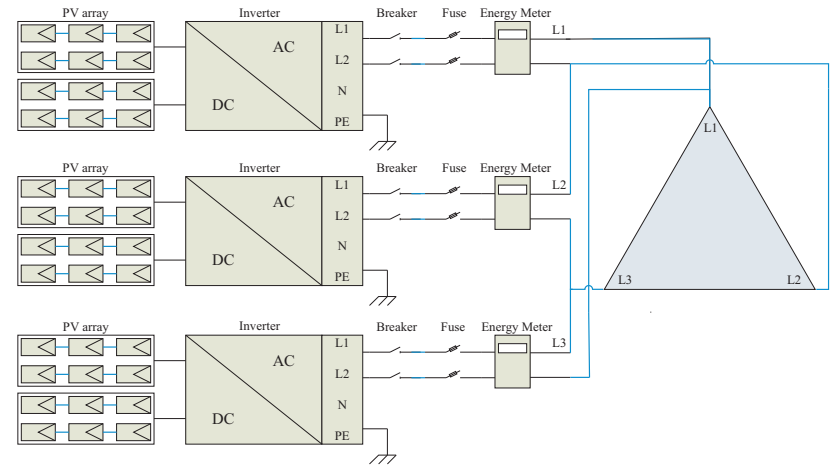 PV array Inverter Breaker Fuse Energy Meter
L1 L1
AC
L2
L1
DC N
PE
PV array Inverter Breaker Fuse Energy Meter
L1 L2
AC
L2
N
DC
PE
L3 L2
PV array Inverter Breaker Fuse Energy Meter
L1 L3
AC
L2
N
DC
PE